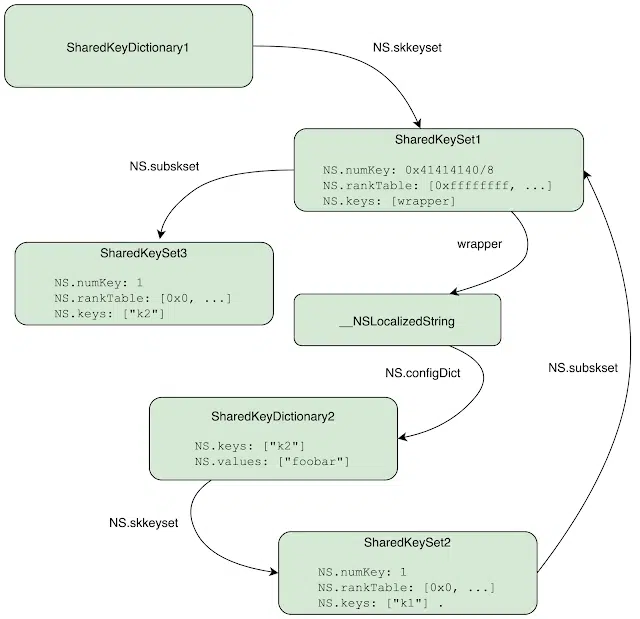 SharedKeyDictionary1
NS.skkeyset
SharedKeySet1
NS.numKey: 0x41414140/8
NS.rankTable: [0xffffffff, ...]
NS.keys: [wrapper]
NS.subskset
wrapper
SharedKeySet3
NS.numKey: 1
NS.rankTable: [0x0, ...]
NS.keys: ["k2"]
__NSLocalizedString
NS.configDict
NS.subskset
SharedKeyDictionary2
NS.keys: ["k2"]
NS.values: ["foobar"]
NS.skkeyset
SharedKeySet2
NS.numKey: 1
NS.rankTable: [0x0, ...]
NS.keys: ["k1"] .